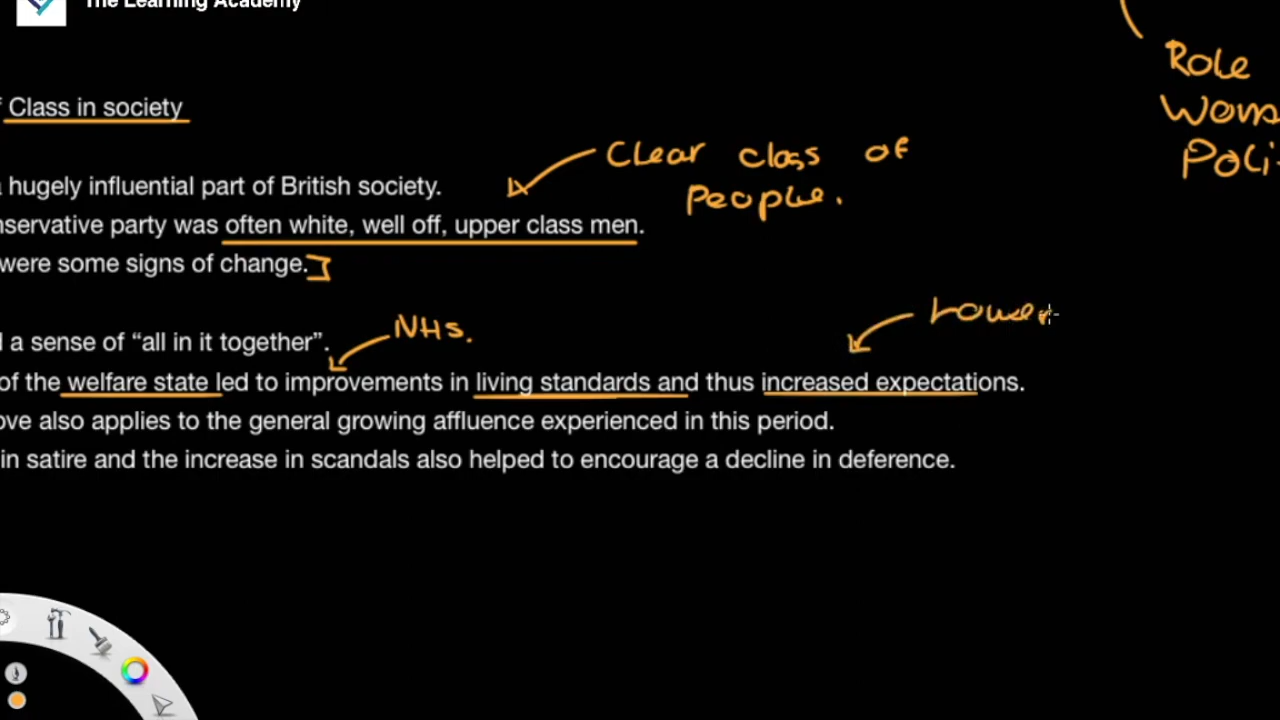 The Learning Academy
Role
Class in society
Clear class of
People.
hugely influential part of British society.
nservative party was often white, well off, upper class men.
were some signs of change.
Lower
NHS.
a sense of “all in it together”.
of the welfare state led to improvements in living standards and thus increased expectations.
ove also applies to the general growing affluence experienced in this period.
in satire and the increase in scandals also helped to encourage a decline in deference.